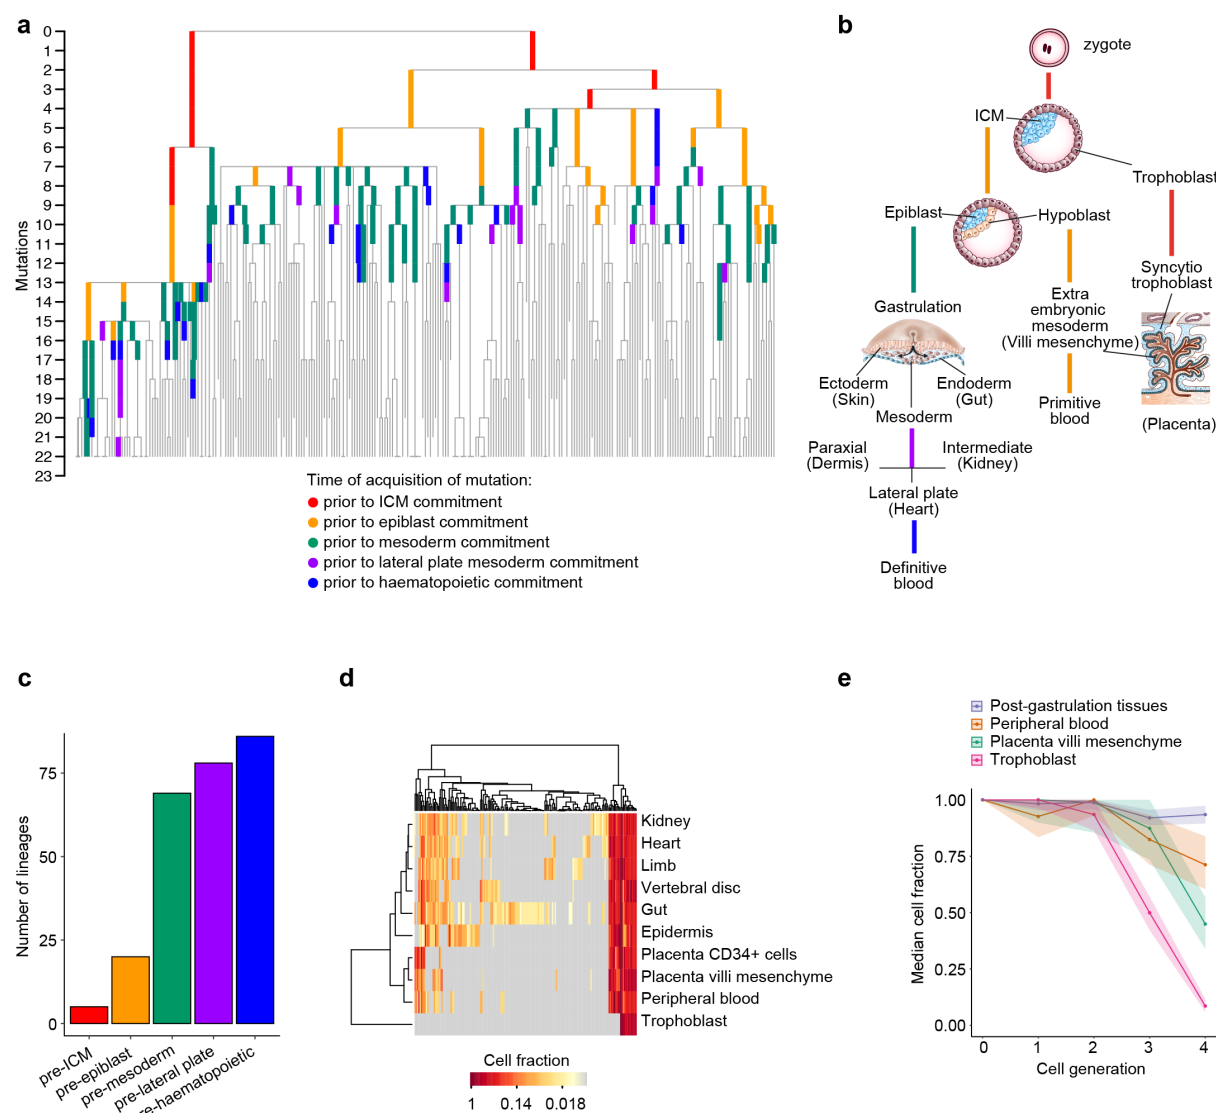 a
0
1
2
3
4
5
6
7
8
9
10
11
12
13
14
15
16
17
18
19
20
21
22
23
Mutations
Time of acquisition of mutation:
prior to ICM commitment
prior to epiblast commitment
prior to mesoderm commitment
prior to lateral plate mesoderm commitment
prior to haematopoietic commitment
b
zygote
ICM
Trophoblast
Epiblast
Hypoblast
Gastrulation
Syncytio
trophoblast
Extra
embryonic
mesoderm
(Villi mesenchyme)
Ectoderm
(Skin)
Endoderm
(Gut)
Mesoderm
Primitive
blood
(Placenta)
Paraxial
(Dermis)
Intermediate
(Kidney)
Lateral plate
(Heart)
Definitive
blood
c
Number of lineages
75
50
25
0
pre-ICM
pre-epiblast
pre-mesoderm
pre-lateral plate
re-haematopoietic
d
Kidney
Heart
Limb
Vertebral disc
Gut
Epidermis
Placenta CD34+ cells
Placenta villi mesenchyme
Peripheral blood
Trophoblast
Cell fraction
1 0.14 0.018
e
Post-gastrulation tissues
Peripheral blood
Placenta villi mesenchyme
Trophoblast
Median cell fraction
1.00
0.75
0.50
0.25
0.00
0 1 2 3 4
Cell generation